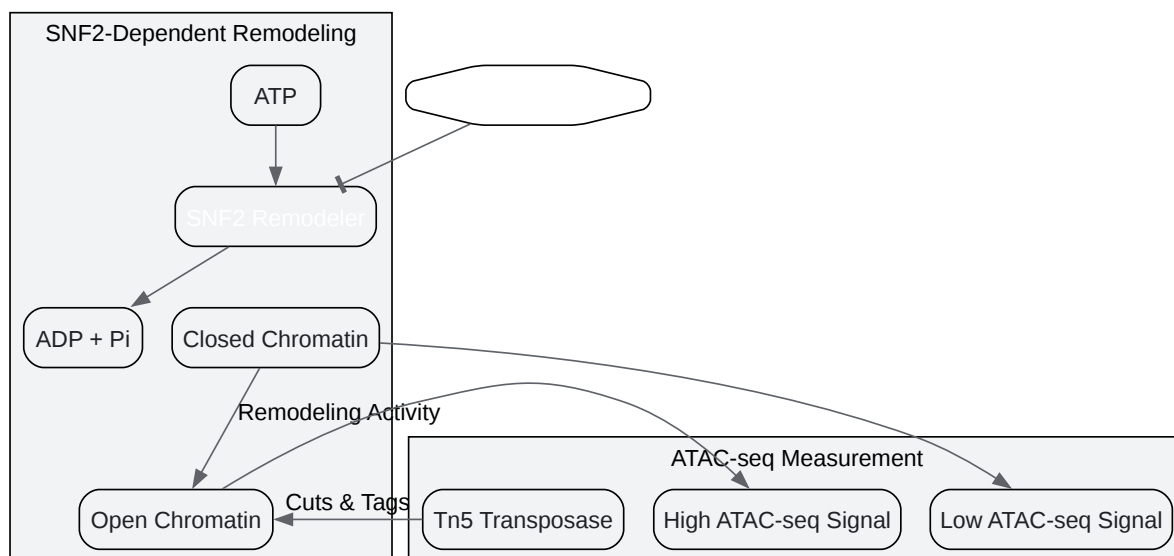 SNF2-Dependent Remodeling
ATP
SNF2 Remodeler
ADP + Pi
Closed Chromatin
Remodeling Activity
ATAC-seq Measurement
Cuts & Tags
Open Chromatin
Tn5 Transposase
High ATAC-seq Signal
Low ATAC-seq Signal